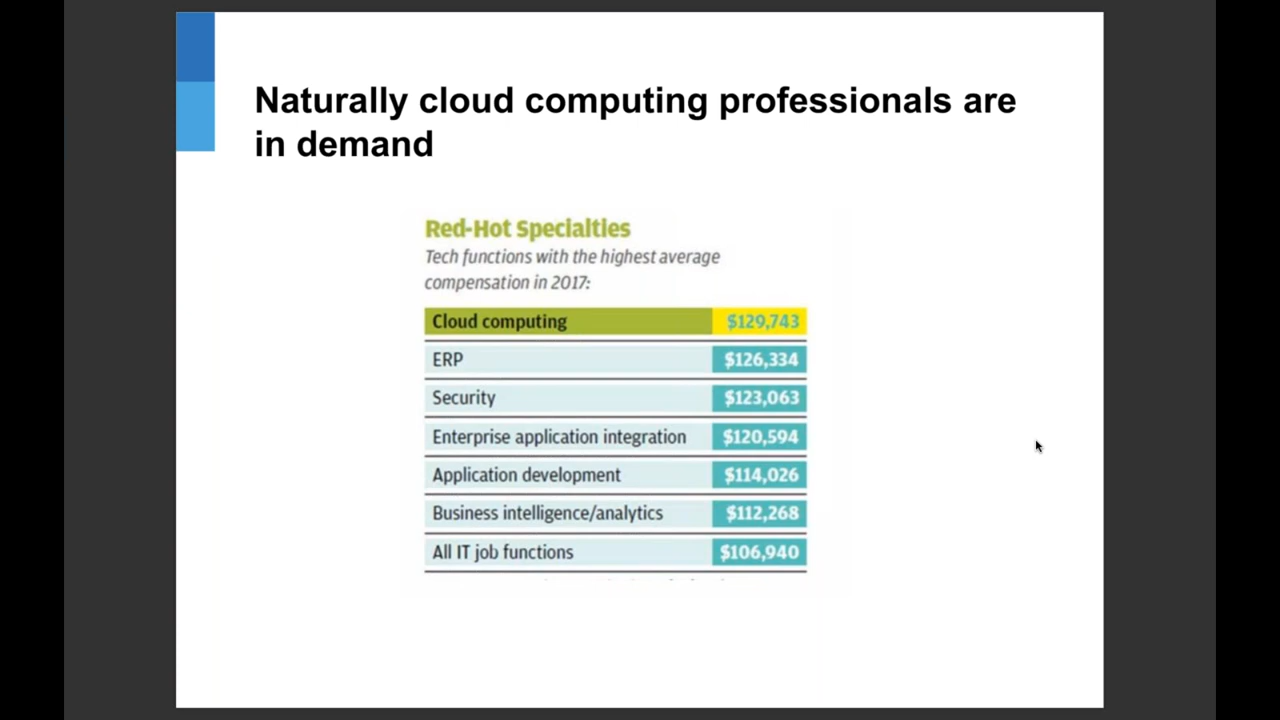 Naturally cloud computing professionals are
in demand
Red-Hot Specialties
Tech functions with the highest average
compensation in 2017:
Cloud computing $129,743
ERP $126,334
Security $123,063
Enterprise application integration $120,594
Application development $114,026
Business intelligence/analytics $112,268
All IT job functions $106,940